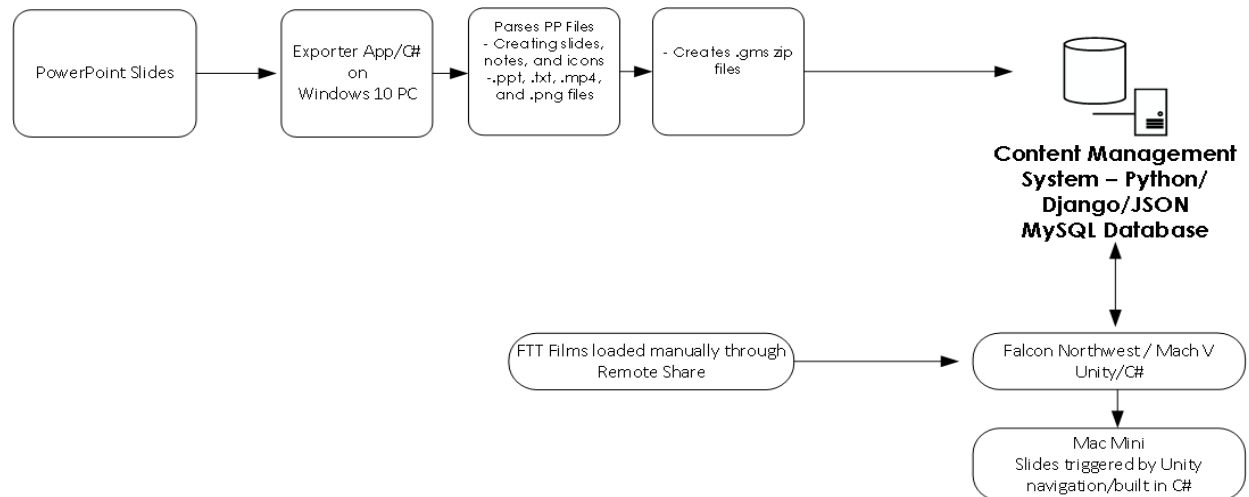 PowerPoint Slides
Exporter App/C#
on
Windows 10 PC
Parses PP Files
- Creating slides,
notes, and icons
-.ppt, .txt, .mp4,
and .png files
- Creates .gms zip
files
Content Management
System – Python/
Django/JSON
MySQL Database
FTT Films loaded manually through
Remote Share
Falcon Northwest / Mach V
Unity/C#
Mac Mini
Slides triggered by Unity
navigation/built in C#